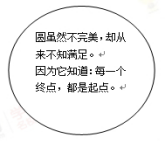 圆虽然不完美,却从
来不知满足。
因为它知道:每一个
终点，都是起点。